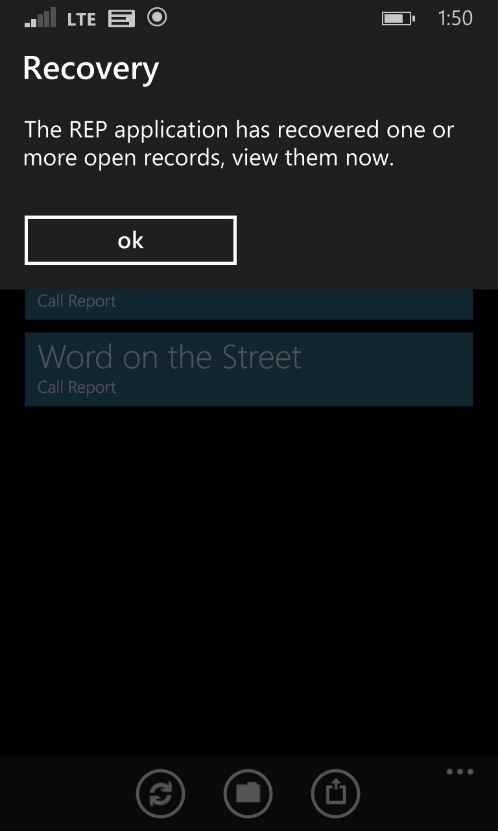 LTE 1:50
Recovery
The REP application has recovered one or
more open records, view them now.
ok
Call Report
Word on the Street
Call Report